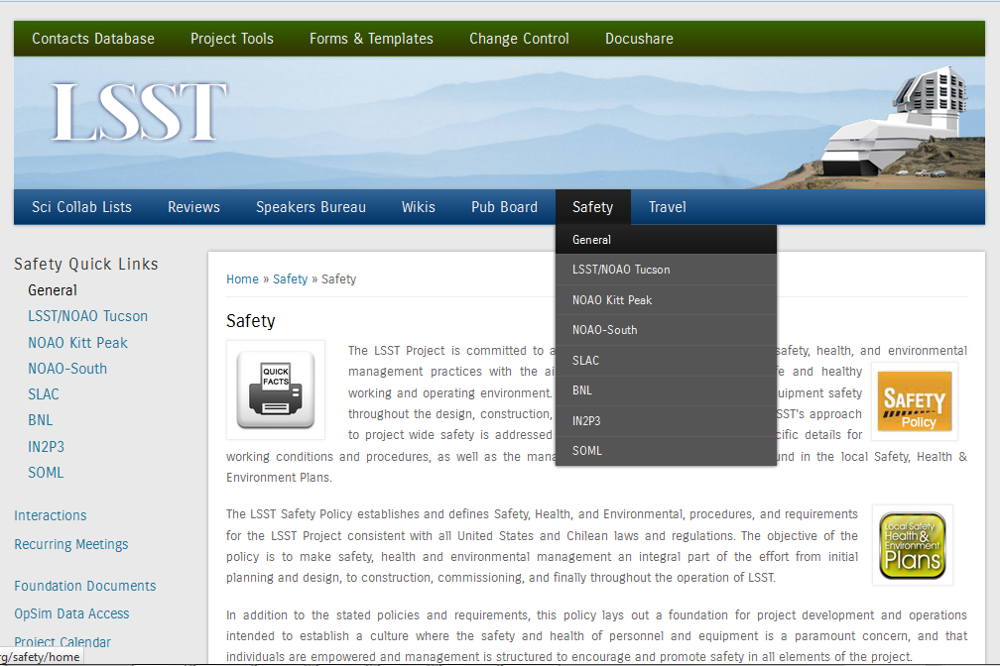 Contacts Database Project Tools Forms & Templates Change Control Docushare
LSST
Sci Collab Lists Reviews Speakers Bureau Wikis Pub Board Safety Travel
General
LSST/NOAO Tucson
NOAO Kitt Peak
NOAO-South
SLAC
BNL
IN2P3
SOML
Safety Quick Links
General
LSST/NOAO Tucson
NOAO Kitt Peak
NOAO-South
SLAC
BNL
IN2P3
SOML
Interactions
Recurring Meetings
Foundation Documents
OpSim Data Access
Project Calendar
rg/safety/home
Home » Safety » Safety
Safety
QUICK
FACTS
The LSST Project is committed to a safety, health, and environmental
management practices with the ai e and healthy
working and operating environment. quipment safety
throughout the design, construction, SST's approach
to project wide safety is addressed cific details for
working conditions and procedures, as well as the mana und in the local Safety, Health &
Environment Plans.
SAFETY
Policy
The LSST Safety Policy establishes and defines Safety, Health, and Environmental, procedures, and requirements
for the LSST Project consistent with all United States and Chilean laws and regulations. The objective of the
policy is to make safety, health and environmental management an integral part of the effort from initial
planning and design, to construction, commissioning, and finally throughout the operation of LSST.
Local Safety
Health &
Environment
Plans
In addition to the stated policies and requirements, this policy lays out a foundation for project development and operations
intended to establish a culture where the safety and health of personnel and equipment is a paramount concern, and that
individuals are empowered and management is structured to encourage and promote safety in all elements of the project.